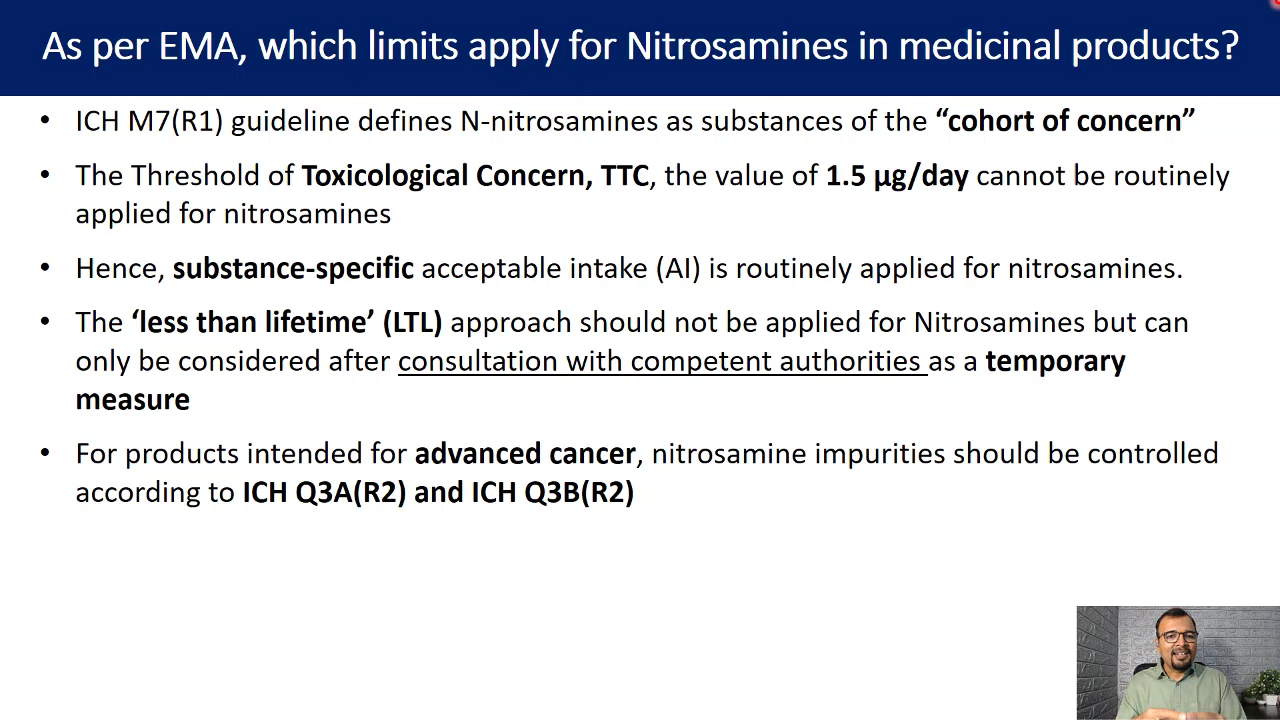 As per EMA, which limits apply for Nitrosamines in medicinal products?
• ICH M7(R1) guideline defines N-nitrosamines as substances of the “cohort of concern”
• The Threshold of Toxicological Concern, TTC, the value of 1.5 µg/day cannot be routinely
applied for nitrosamines
• Hence, substance-specific acceptable intake (AI) is routinely applied for nitrosamines.
• The ‘less than lifetime’ (LTL) approach should not be applied for Nitrosamines but can
only be considered after consultation with competent authorities as a temporary
measure
• For products intended for advanced cancer, nitrosamine impurities should be controlled
according to ICH Q3A(R2) and ICH Q3B(R2)